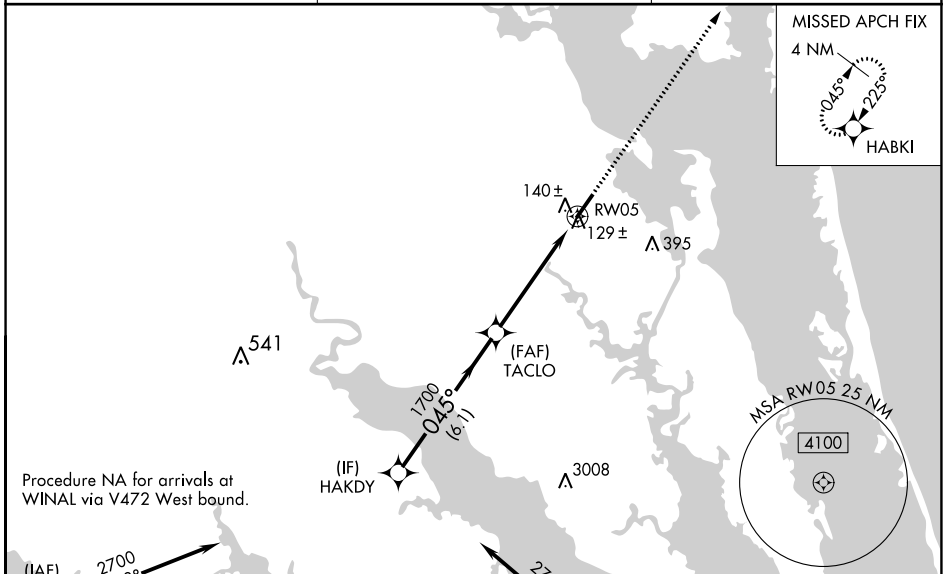 MISSED APCH FIX
4 NM
045°
225°
HABKI
140 ±
RW05
129 ±
395
541
(FAF)
TACLO
1700
045°
(6.1)
MSA RW05 25 NM
4100
(IF)
HAKDY
3008
Procedure NA for arrivals at
WINAL via V472 West bound.
2700
(IAF)